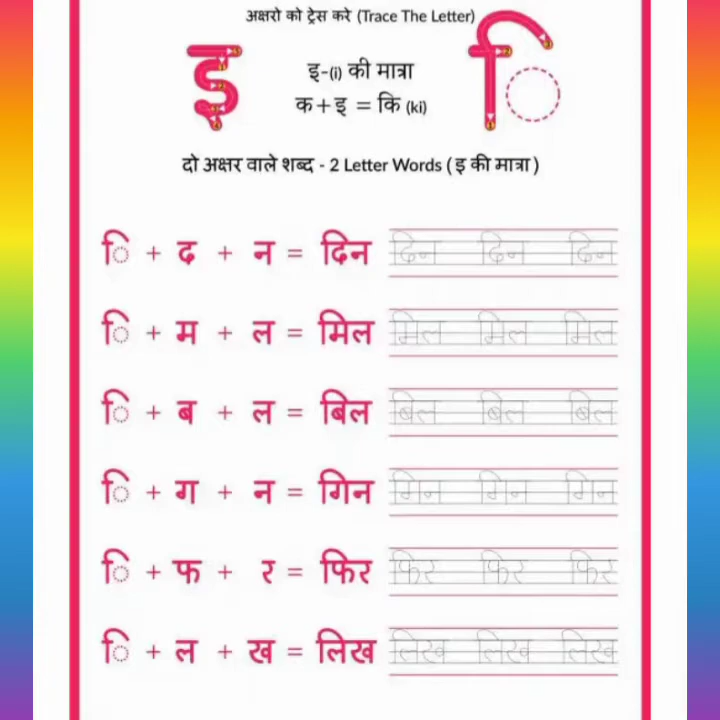 अक्षरो को ट्रेस करे (Trace The Letter)
इ ि
इ-(i) की मात्रा
क+इ = कि (ki)
दो अक्षर वाले शब्द - 2 Letter Words ( इ की मात्रा )
ि + द + न = दिन दिन दिन दिन
ि + म + ल = मिल मिल मिल मिल
ि + ब + ल = बिल बिल बिल बिल
ि + ग + न = गिन गिन गिन गिन
ि + फ + र = फिर फिर फिर फिर
ि + ल + ख = लिख लिख लिख लिख